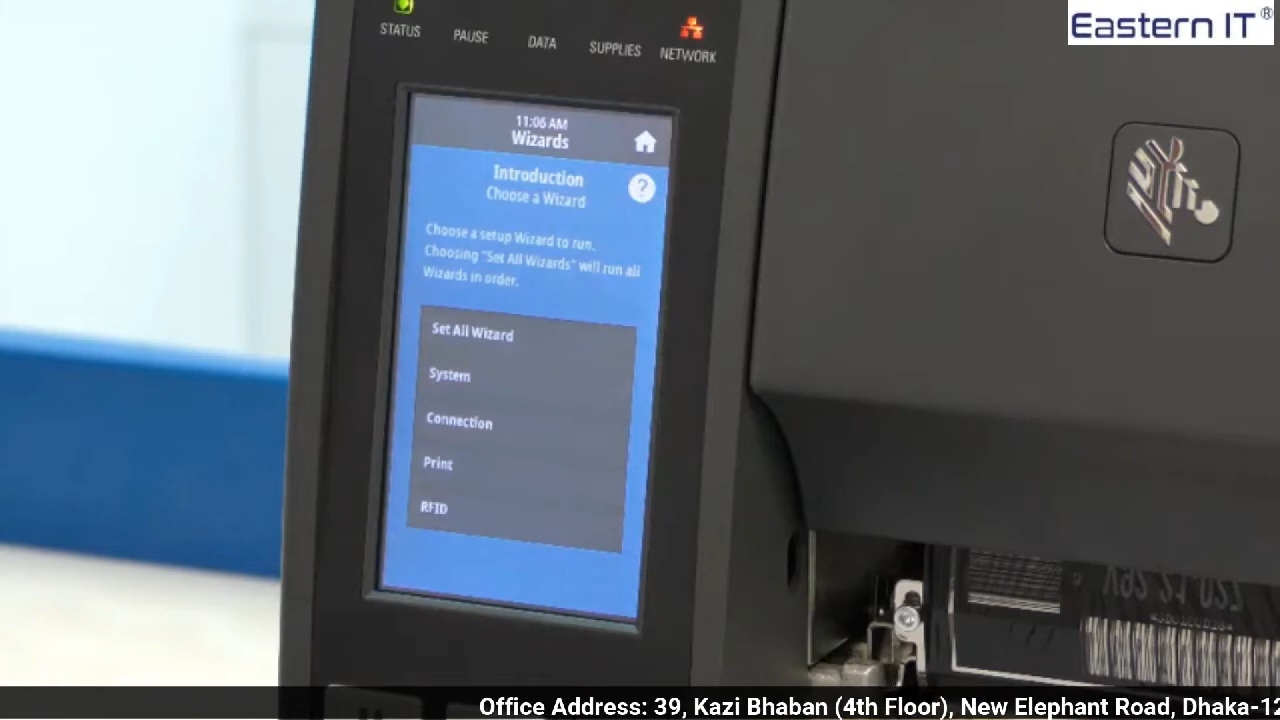 Eastern IT®
STATUS
PAUSE
DATA
SUPPLIES
NETWORK
11:06 AM
Wizards
Introduction
?
Choose a Wizard
Choose a setup Wizard to run.
Choosing "Set All Wizards" will run all
Wizards in order.
Set All Wizard
System
Connection
Print
RFID
Office Address: 39, Kazi Bhaban (4th Floor), New Elephant Road, Dhaka-12